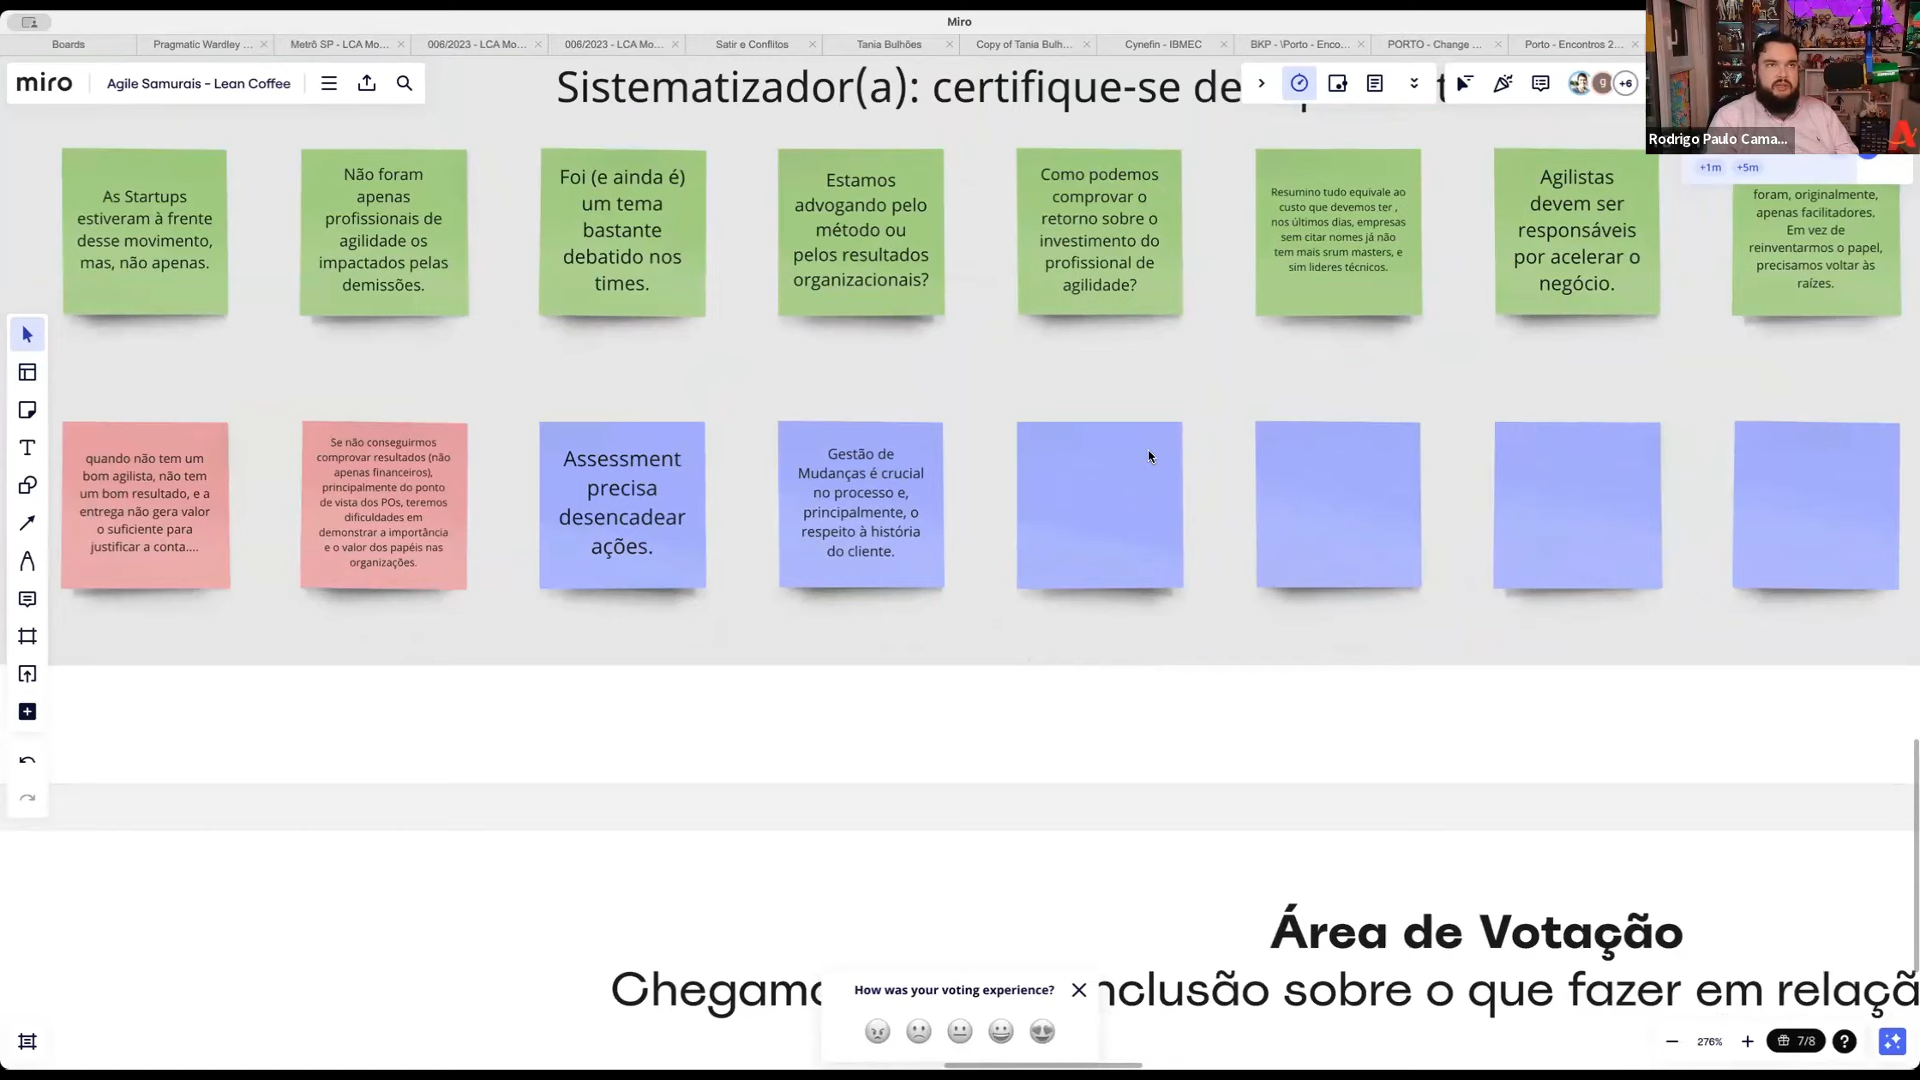 Miro
Boards
Pragmatic Wardley ...
Metrô SP - LCA Mo...
006/2023 - LCA Mo...
006/2023 - LCA Mo...
Satir e Conflitos
Tania Bulhões
Copy of Tania Bulh...
Cynefin - IBMEC
BKP - \Porto - Enco...
PORTO - Change ...
Porto - Encontros 2...
miro
Agile Samurais - Lean Coffee
Sistematizador(a): certifique-se de
g
+6
Rodrigo Paulo Cama...
+1m
+5m
As Startups
estiveram à frente
desse movimento,
mas, não apenas.
Não foram
apenas
profissionais de
agilidade os
impactados pelas
demissões.
Foi (e ainda é)
um tema
bastante
debatido nos
times.
Estamos
advogando pelo
método ou
pelos resultados
organizacionais?
Como podemos
comprovar o
retorno sobre o
investimento do
profissional de
agilidade?
Resumino tudo equivale ao
custo que devemos ter ,
nos últimos dias, empresas
sem citar nomes já não
tem mais srum masters, e
sim lideres técnicos.
Agilistas
devem ser
responsáveis
por acelerar o
negócio.
foram, originalmente,
apenas facilitadores.
Em vez de
reinventarmos o papel,
precisamos voltar às
raízes.
quando não tem um
bom agilista, não tem
um bom resultado, e a
entrega não gera valor
o suficiente para
justificar a conta....
Se não conseguirmos
comprovar resultados (não
apenas financeiros),
principalmente do ponto
de vista dos POs, teremos
dificuldades em
demonstrar a importância
e o valor dos papéis nas
organizações.
Assessment
precisa
desencadear
ações.
Gestão de
Mudanças é crucial
no processo e,
principalmente, o
respeito à história
do cliente.
Área de Votação
Chegamo nclusão sobre o que fazer em relaçã
How was your voting experience?
276%
7/8